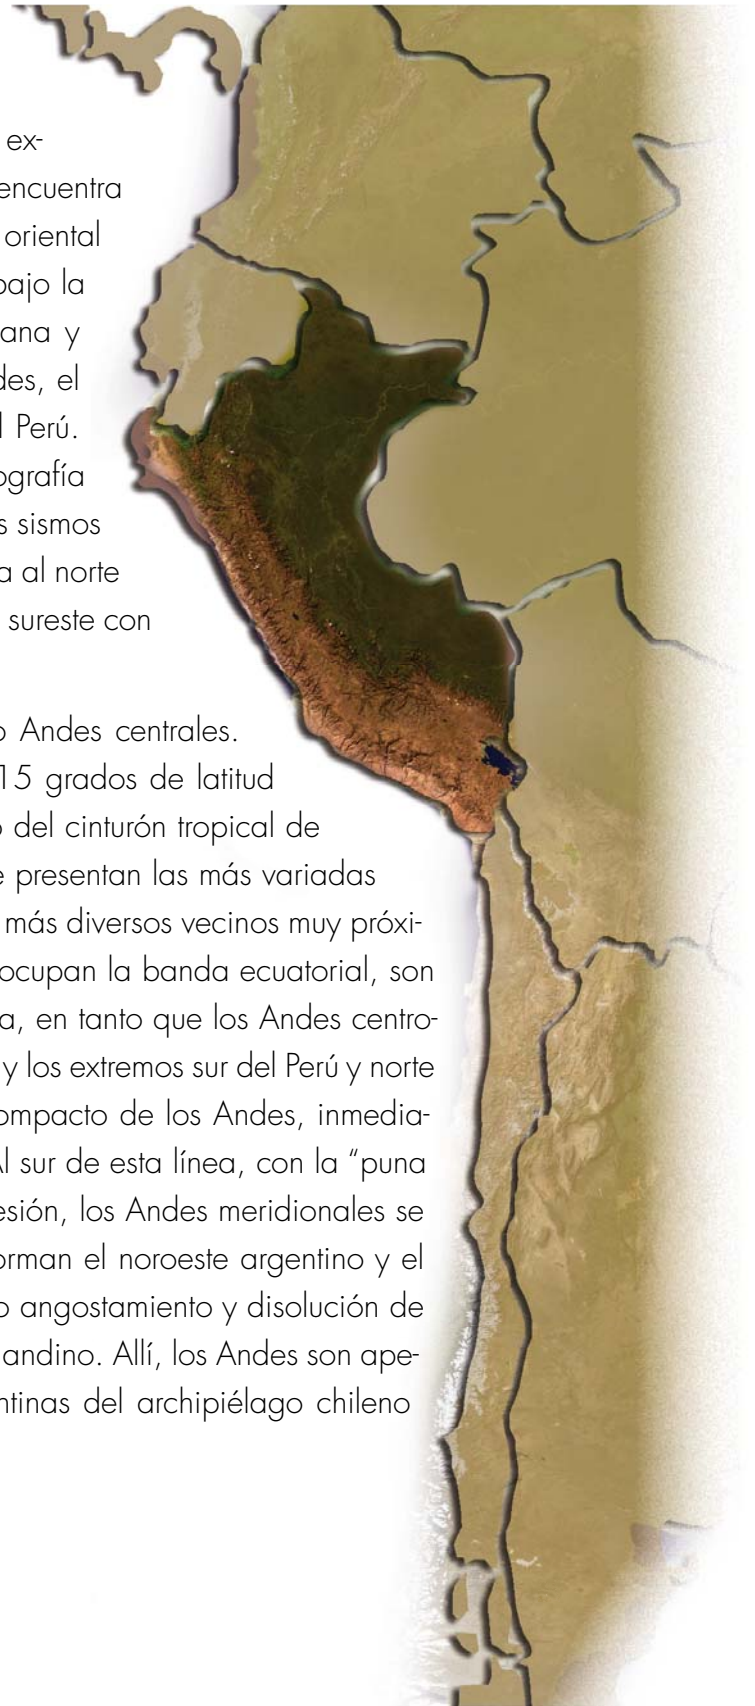 ex-
encuentra
oriental
bajo la
ana y
des, el
l Perú.
ografía
s sismos
a al norte
sureste con
o Andes centrales.
15 grados de latitud
o del cinturón tropical de
e presentan las más variadas
más diversos vecinos muy próxi-
ocupan la banda ecuatorial, son
a, en tanto que los Andes centro-
y los extremos sur del Perú y norte
ompacto de los Andes, inmedia-
Al sur de esta línea, con la “puna
esión, los Andes meridionales se
orman el noroeste argentino y el
o angostamiento y disolución de
andino. Allí, los Andes son ape-
ntinas del archipiélago chileno